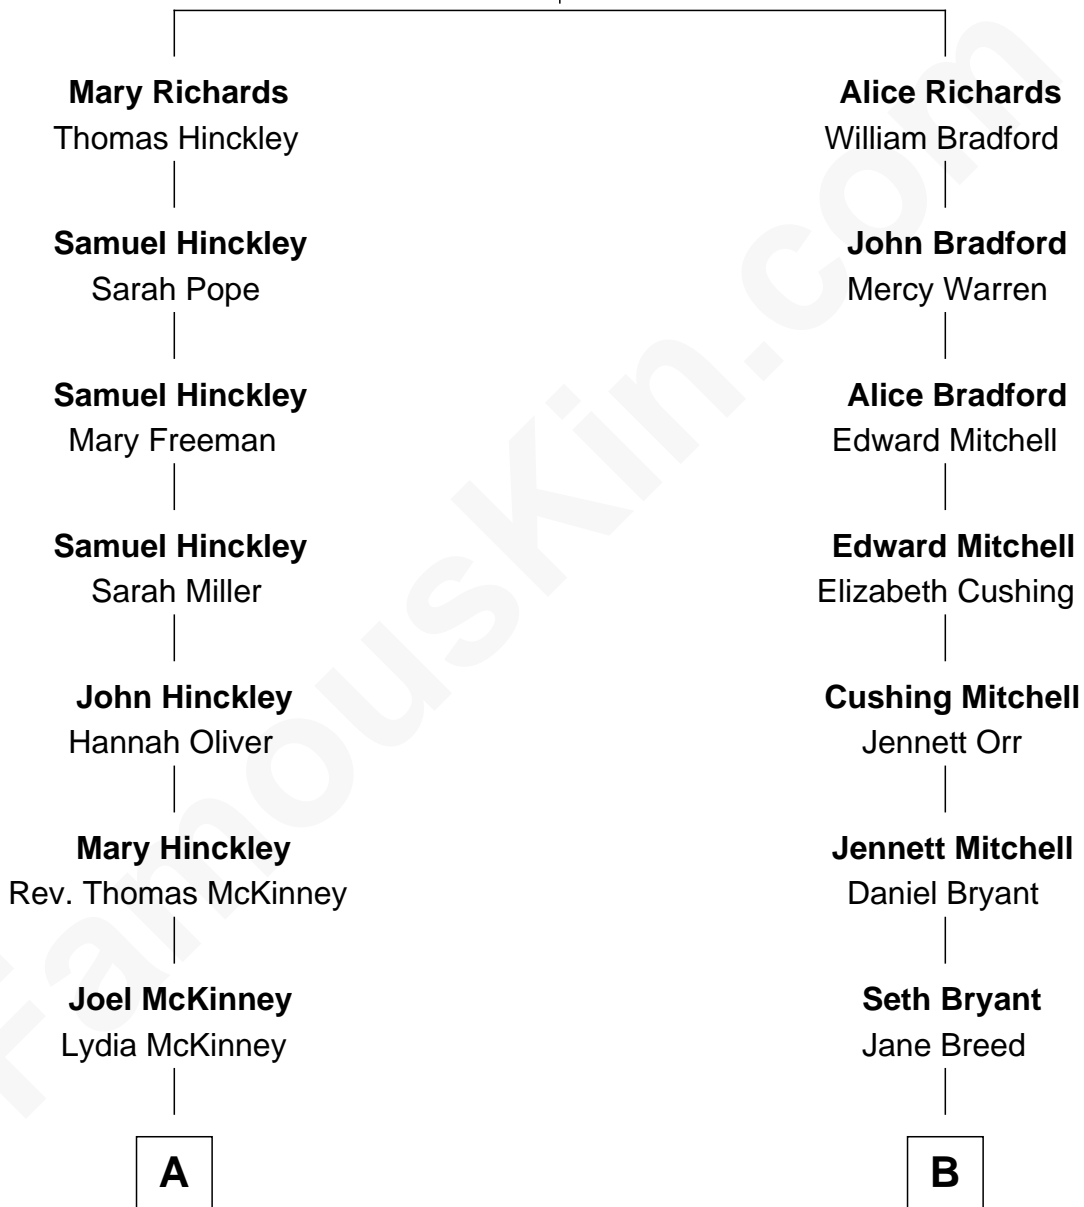 Mary Richards
Thomas Hinckley
Samuel Hinckley
Sarah Pope
Samuel Hinckley
Mary Freeman
Samuel Hinckley
Sarah Miller
John Hinckley
Hannah Oliver
Mary Hinckley
Rev. Thomas McKinney
Joel McKinney
Lydia McKinney
A
Alice Richards
William Bradford
John Bradford
Mercy Warren
Alice Bradford
Edward Mitchell
Edward Mitchell
Elizabeth Cushing
Cushing Mitchell
Jennett Orr
Jennett Mitchell
Daniel Bryant
Seth Bryant
Jane Breed
B
FamousKin.com